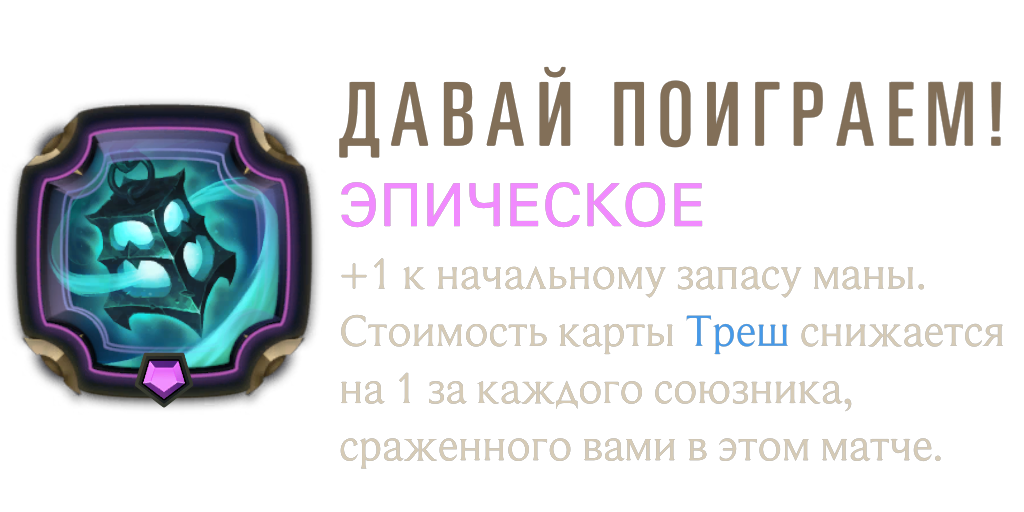 ДАВАЙ ПОИГРАЕМ!
ЭПИЧЕСКОЕ
+1 к начальному запасу маны.
Стоимость карты Треш снижается
на 1 за каждого союзника,
сраженного вами в этом матче.